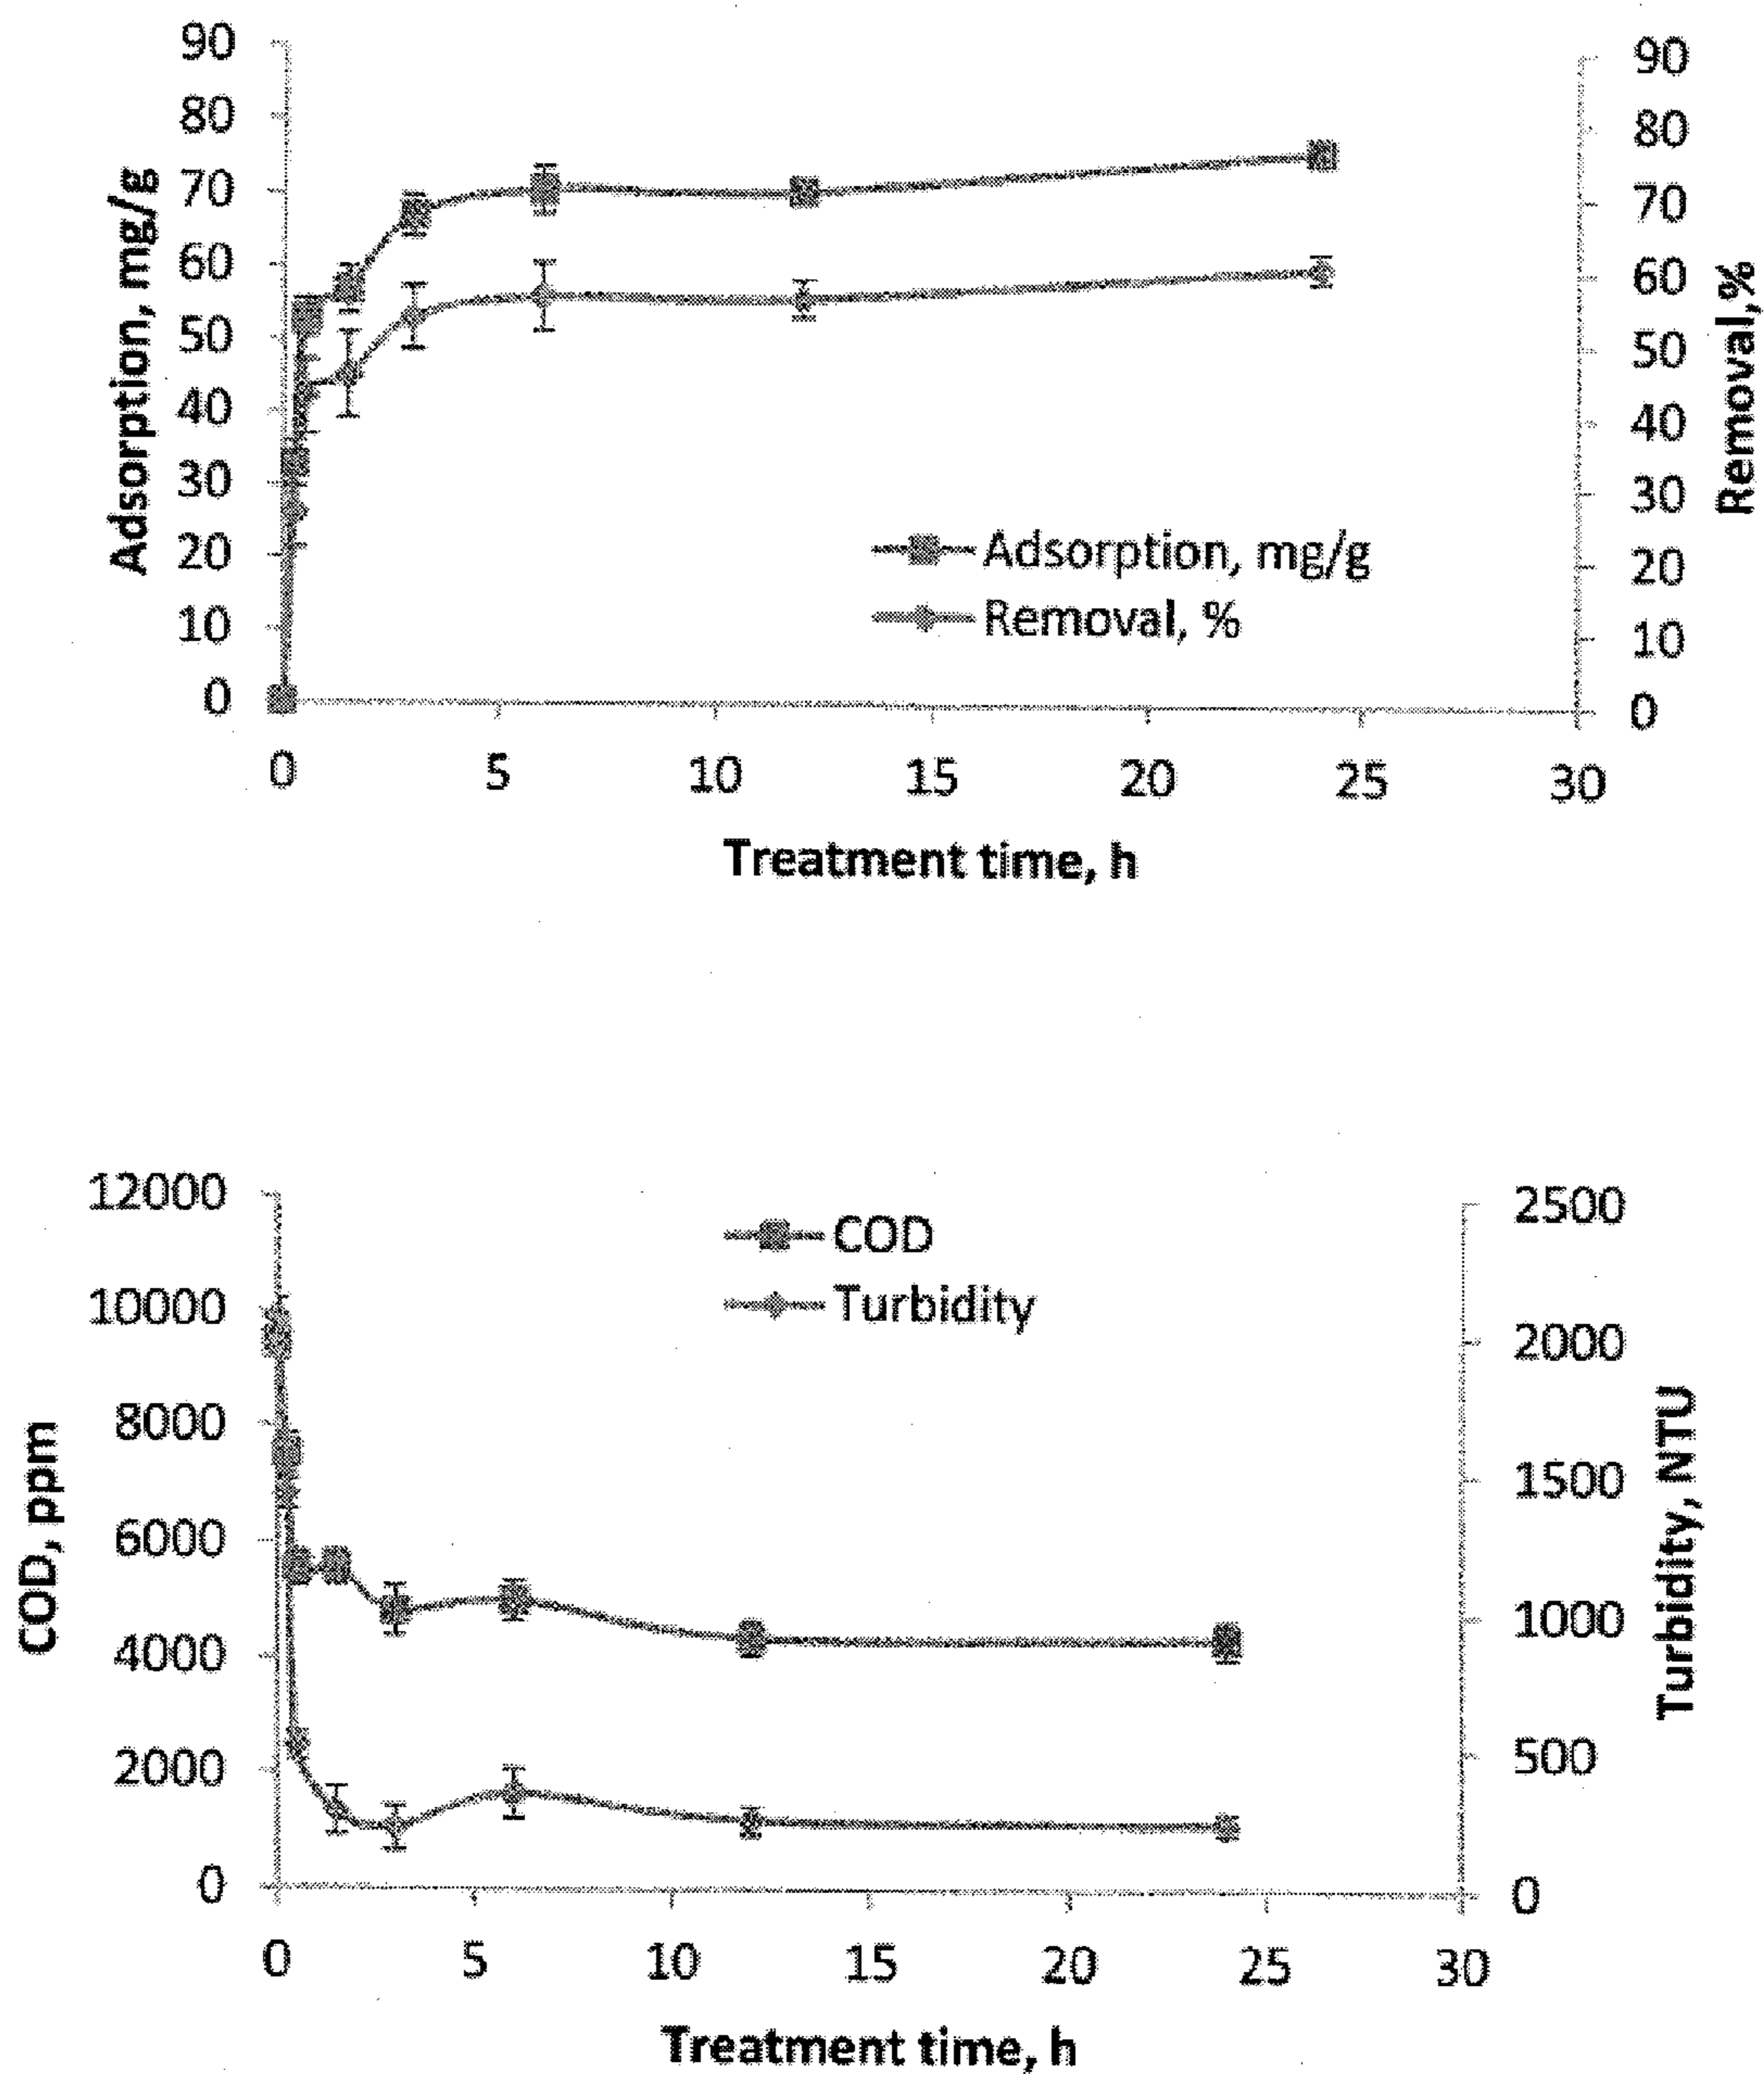 90
80
70
60
50
40
30
20
10
0
Adsorption, mg/g
90
80
70
60
50
40
30
20
10
0
Removal,%
Adsorption, mg/g
Removal, %
0 5 10 15 20 25 30
Treatment time, h
12000
10000
8000
6000
4000
2000
0
COD, ppm
COD
Turbidity
2500
2000
1500
1000
500
0
Turbidity, NTU
0 5 10 15 20 25 30
Treatment time, h